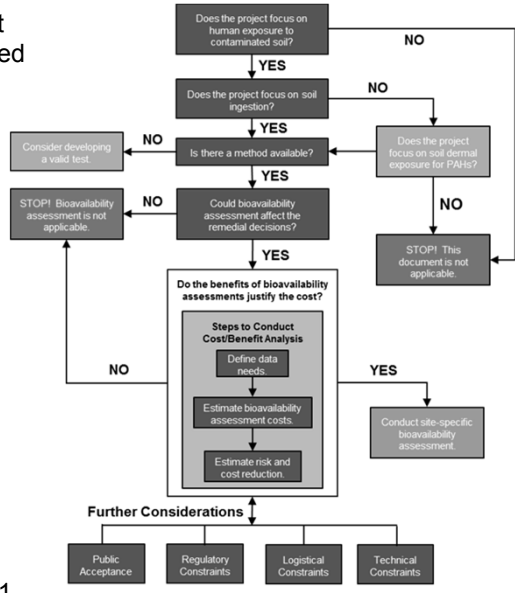 t
ed
Does the project focus on
human exposure to
contaminated soil?
NO
YES
Does the project focus on soil
ingestion?
NO
YES
Consider developing
a valid test.
NO
Is there a method available?
Does the project
focus on soil dermal
exposure for PAHs?
YES
STOP! Bioavailability
assessment is not
applicable.
NO
Could bioavailability
assessment affect the
remedial decisions?
NO
STOP! This
document is not
applicable.
YES
Do the benefits of bioavailability
assessments justify the cost?
Steps to Conduct
Cost/Benefit Analysis
Define data
needs.
NO
YES
Estimate bioavailability
assessment costs.
Conduct site-specific
bioavailability
assessment.
Estimate risk and
cost reduction.
Further Considerations
Public
Acceptance
Regulatory
Constraints
Logistical
Constraints
Technical
Constraints
1